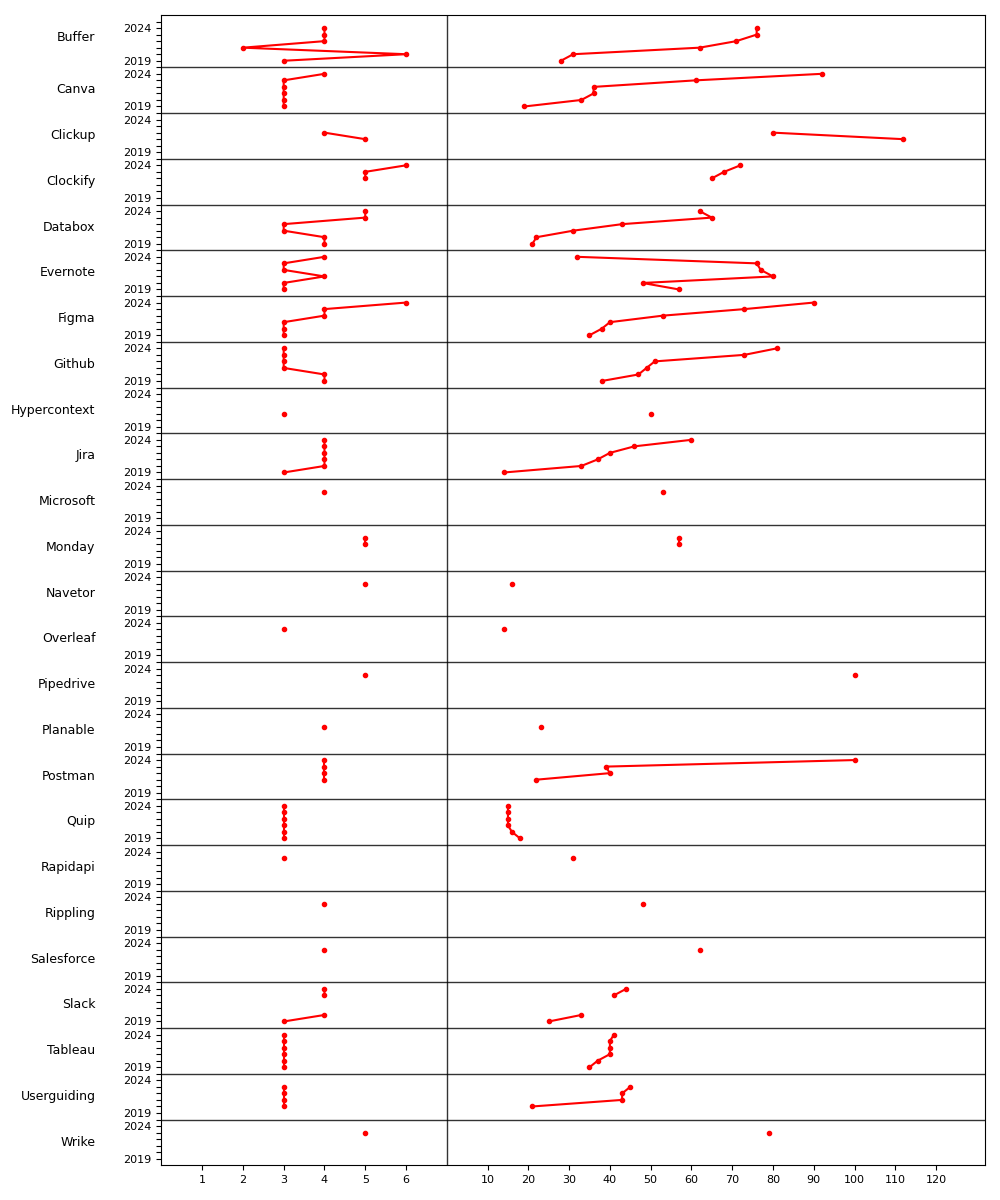 2024
Buffer
2019
2024
Canva
2019
2024
Clickup
2019
2024
Clockify
2019
2024
Databox
2019
2024
Evernote
2019
2024
Figma
2019
2024
Github
2019
2024
Hypercontext
2019
2024
Jira
2019
2024
Microsoft
2019
2024
Monday
2019
2024
Navetor
2019
2024
Overleaf
2019
2024
Pipedrive
2019
2024
Planable
2019
2024
Postman
2019
2024
Quip
2019
2024
Rapidapi
2019
2024
Rippling
2019
2024
Salesforce
2019
2024
Slack
2019
2024
Tableau
2019
2024
Userguiding
2019
2024
Wrike
2019
1 2 3 4 5 6 10 20 30 40 50 60 70 80 90 100 110 120